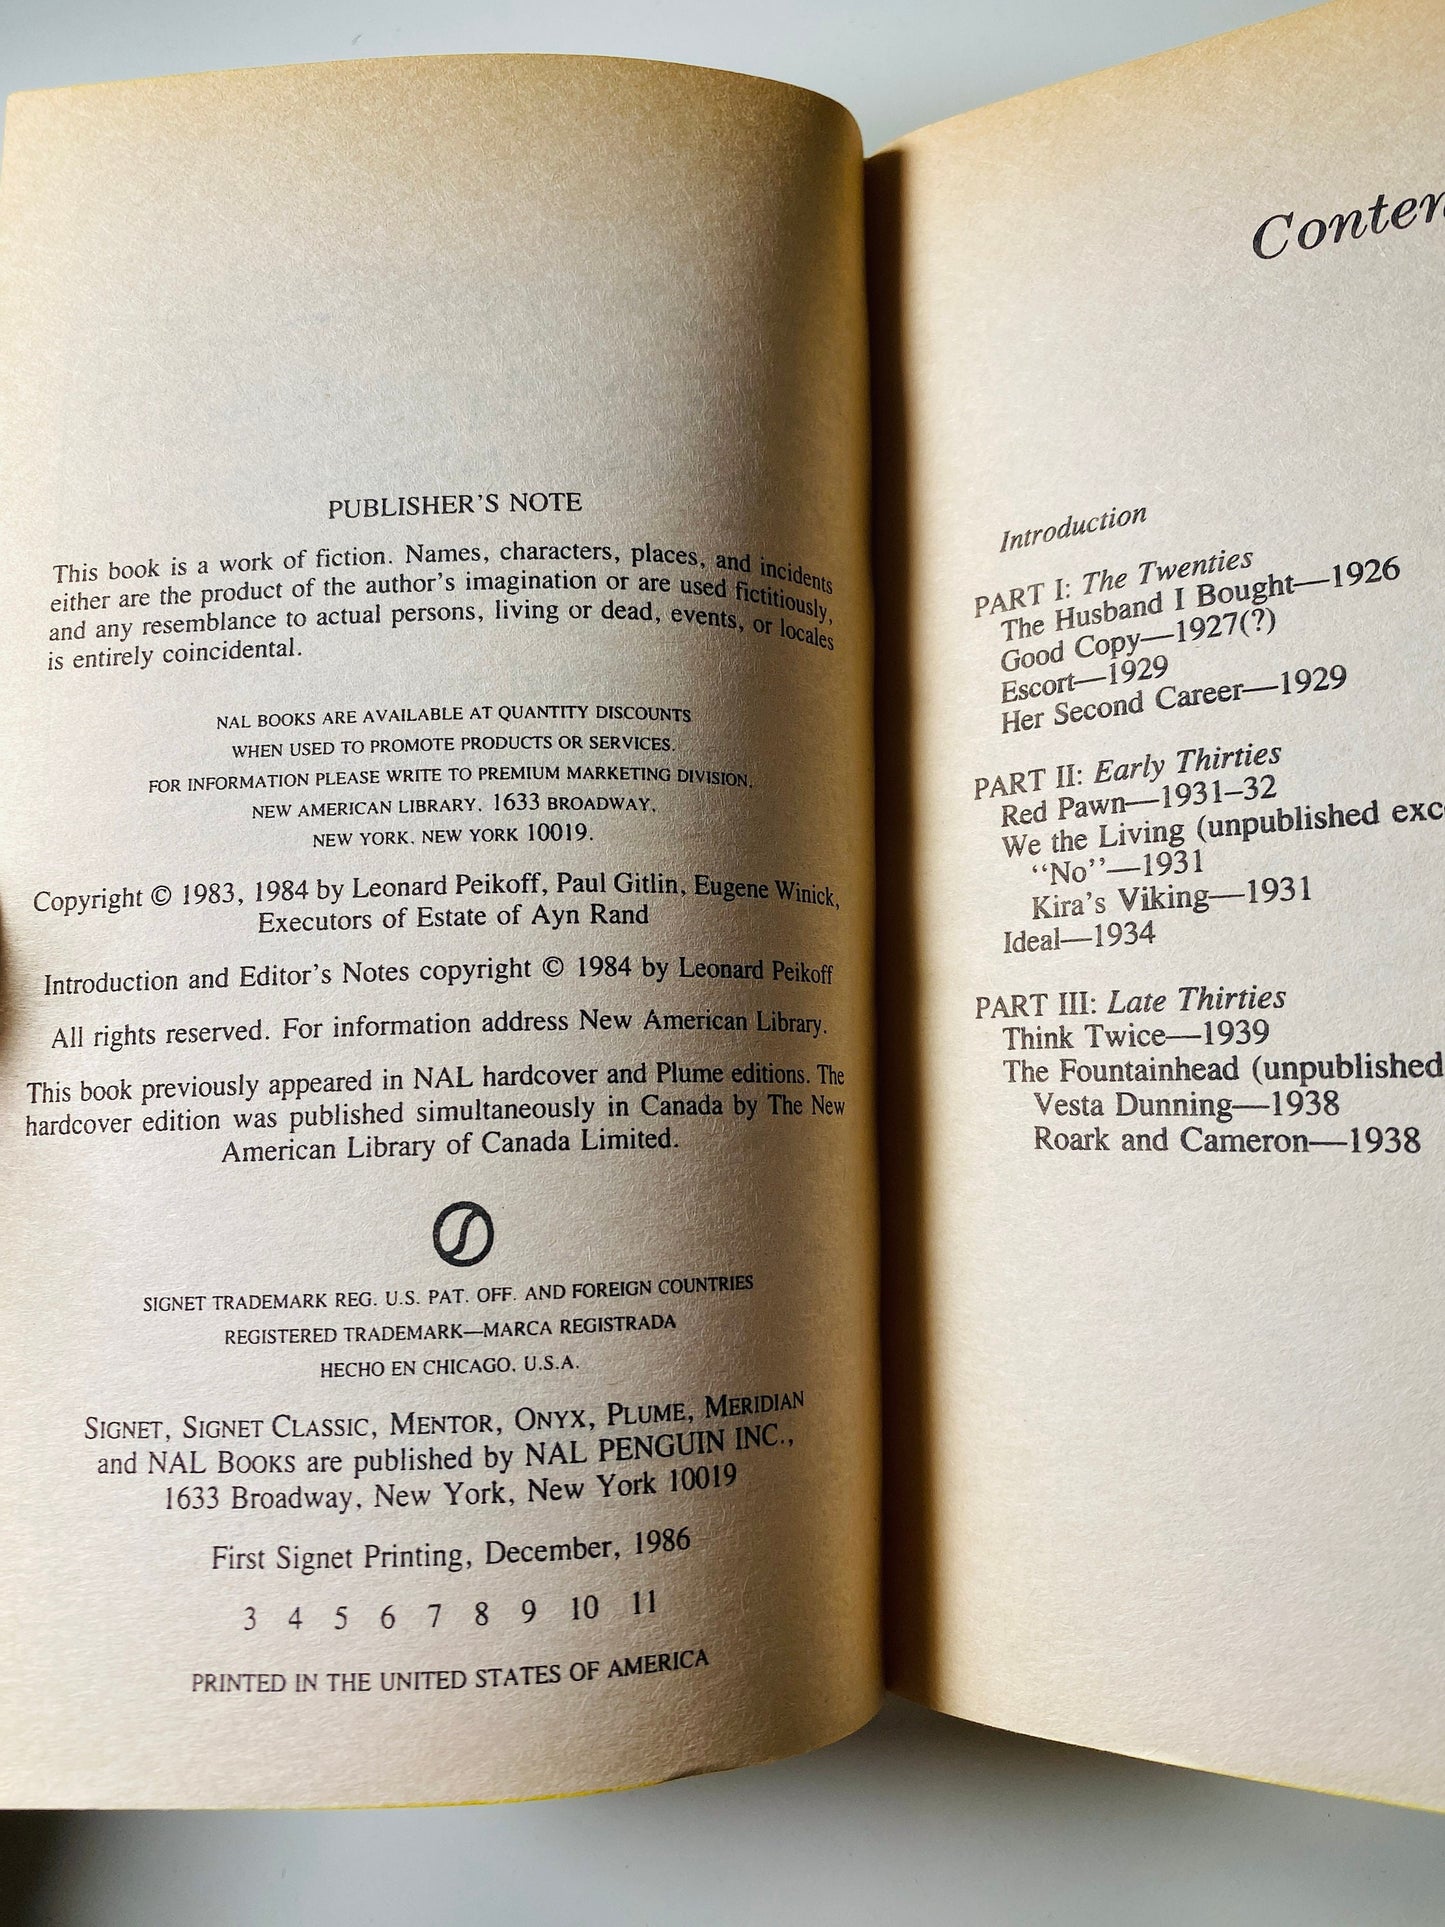 PUBLISHER'S NOTE
This book is a work of fiction. Names, characters, places, and incidents
either are the product of the author's imagination or are used fictitiously,
and any resemblance to actual persons, living or dead, events, or locales
is entirely coincidental.
NAL BOOKS ARE AVAILABLE AT QUANTITY DISCOUNTS
WHEN USED TO PROMOTE PRODUCTS OR SERVICES.
FOR INFORMATION PLEASE WRITE TO PREMIUM MARKETING DIVISION,
NEW AMERICAN LIBRARY, 1633 BROADWAY,
NEW YORK, NEW YORK 10019.
Copyright © 1983, 1984 by Leonard Peikoff, Paul Gitlin, Eugene Winick,
Executors of Estate of Ayn Rand
Introduction and Editor's Notes copyright © 1984 by Leonard Peikoff
All rights reserved. For information address New American Library.
This book previously appeared in NAL hardcover and Plume editions. The
hardcover edition was published simultaneously in Canada by The New
American Library of Canada Limited.
SIGNET TRADEMARK REG. U.S. PAT. OFF. AND FOREIGN COUNTRIES
REGISTERED TRADEMARK—MARCA REGISTRADA
HECHO EN CHICAGO, U.S.A.
SIGNET, SIGNET CLASSIC, MENTOR, ONYX, PLUME, MERIDIAN
and NAL BOOKS are published by NAL PENGUIN INC.,
1633 Broadway, New York, New York 10019
First Signet Printing, December, 1986
3 4 5 6 7 8 9 10 11
PRINTED IN THE UNITED STATES OF AMERICA
Conten
Introduction
PART I: The Twenties
The Husband I Bought—1926
Good Copy—1927(?)
Escort—1929
Her Second Career—1929
PART II: Early Thirties
Red Pawn—1931–32
We the Living (unpublished exc
"No"—1931
Kira's Viking—1931
Ideal—1934
PART III: Late Thirties
Think Twice—1939
The Fountainhead (unpublished
Vesta Dunning—1938
Roark and Cameron—1938